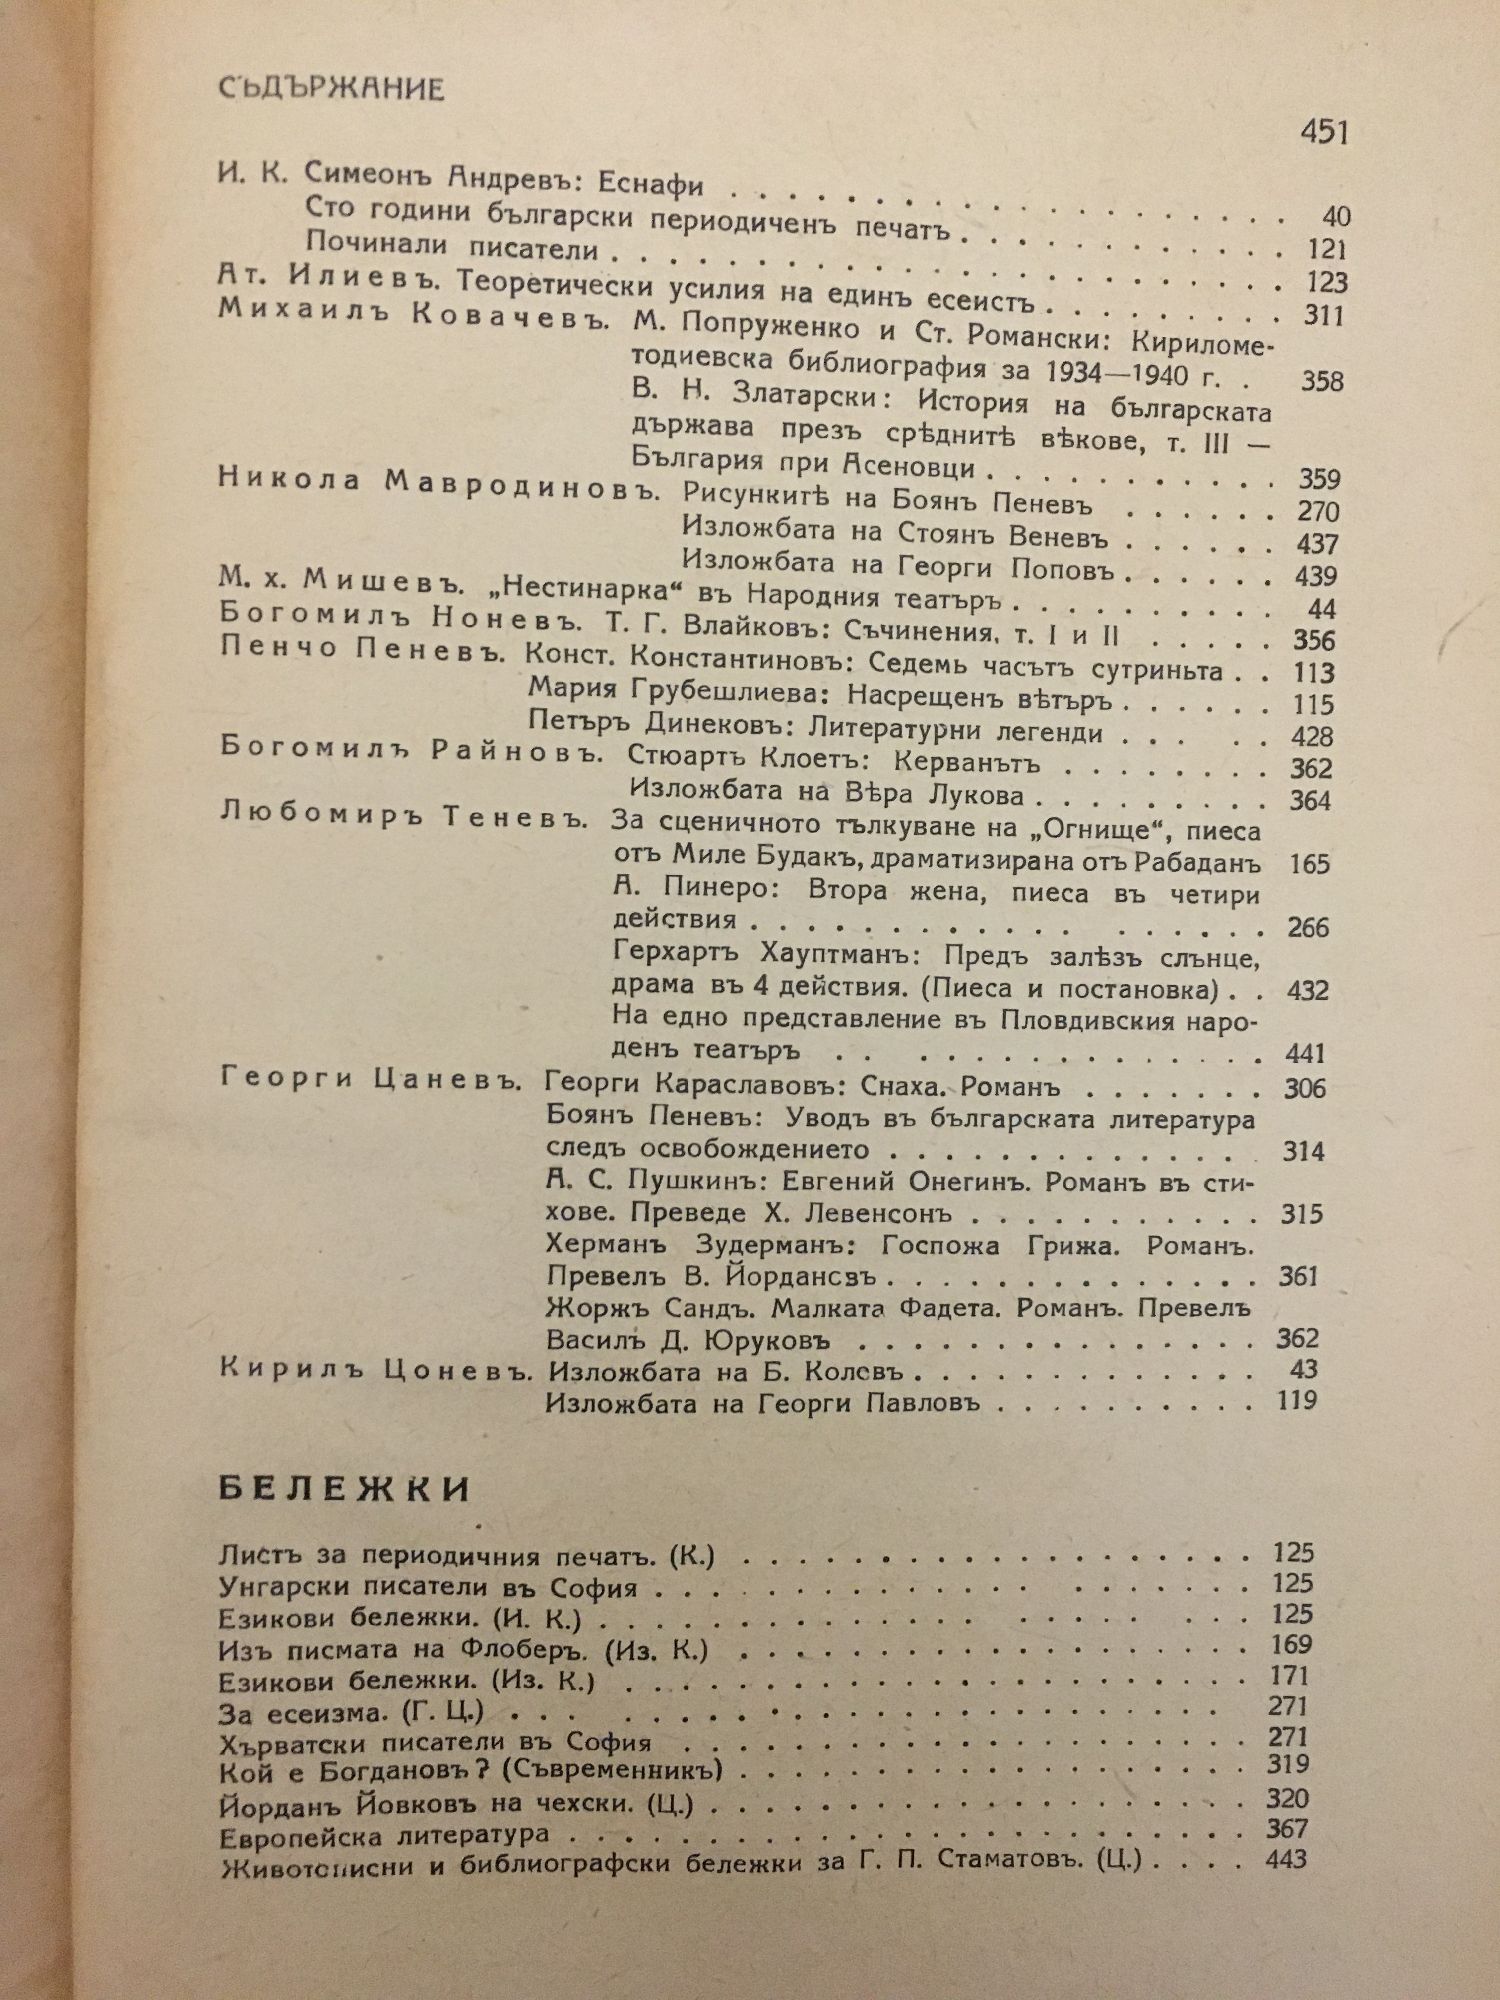 СЪДЪРЖАНИЕ
451
И. К. Симеонъ Андревъ: Еснафи . . . . . . . . . . . . . . . . . . . 40
Сто години български периодиченъ печатъ . . . . . . . . . . . . 121
Починали писатели . . . . . . . . . . . . . . . . . . . . . . . 123
Ат. Илиевъ. Теоретически усилия на единъ есеистъ . . . . . . . . . 311
Михаилъ Ковачевъ. М. Попруженко и Ст. Романски: Кириломе-
тодиевска библиография за 1934—1940 г. . . 358
В. Н. Златарски: История на българската
държава презъ срѣднитѣ вѣкове, т. III —
България при Асеновци . . . . . . . . . . . 359
Никола Мавродиновъ. Рисункитѣ на Боянъ Пеневъ . . . . . . 270
Изложбата на Стоянъ Веневъ . . . . . . 437
Изложбата на Георги Поповъ . . . . . . 439
М. х. Мишевъ. „Нестинарка“ въ Народния театъръ . . . . . . . . . . 44
Богомилъ Ноневъ. Т. Г. Влайковъ: Съчинения, т. I и II . . . . . 356
Пенчо Пеневъ. Конст. Константиновъ: Седемь часътъ сутриньта . . 113
Мария Грубешлиева: Насрещенъ вѣтъръ . . . . . . 115
Петъръ Динековъ: Литературни легенди . . . . . 428
Богомилъ Райновъ. Стюартъ Клоетъ: Керванътъ . . . . . . . . 362
Изложбата на Вѣра Лукова . . . . . . . . . 364
Любомиръ Теневъ. За сценичното тълкуване на „Огнище“, пиеса
отъ Миле Будакъ, драматизирана отъ Рабаданъ 165
А. Пинеро: Втора жена, пиеса въ четири
действия . . . . . . . . . . . . . . . . . . 266
Герхартъ Хауптманъ: Предъ залѣзъ слънце,
драма въ 4 действия. (Пиеса и постановка) . . 432
На едно представление въ Пловдивския наро-
денъ театъръ . . . . . . . . . . . . . . . 441
Георги Цаневъ. Георги Караславовъ: Снаха. Романъ . . . . . . . 306
Боянъ Пеневъ: Уводъ въ българската литература
следъ освобождението . . . . . . . . . . . . . . 314
А. С. Пушкинъ: Евгений Онегинъ. Романъ въ сти-
хове. Преведе Х. Левенсонъ . . . . . . . . . . . 315
Херманъ Зудерманъ: Госпожа Грижа. Романъ.
Превелъ В. Йордановъ . . . . . . . . . . . . . . 361
Жоржъ Сандъ. Малката Фадета. Романъ. Превелъ
Василъ Д. Юруковъ . . . . . . . . . . . . . . . 362
Кирилъ Цоневъ. Изложбата на Б. Колевъ . . . . . . . . . . . . . 43
Изложбата на Георги Павловъ . . . . . . . . . . 119
БЕЛЕЖКИ
Листъ за периодичния печатъ. (К.) . . . . . . . . . . . . . . . . . . . 125
Унгарски писатели въ София . . . . . . . . . . . . . . . . . . . . . 125
Езикови бележки. (И. К.) . . . . . . . . . . . . . . . . . . . . . 125
Изъ писмата на Флоберъ. (Из. К.) . . . . . . . . . . . . . . . . . . . 169
Езикови бележки. (Из. К.) . . . . . . . . . . . . . . . . . . . . . . . 171
За есеизма. (Г. Ц.) . . . . . . . . . . . . . . . . . . . . . . . . 271
Хърватски писатели въ София . . . . . . . . . . . . . . . . . . . . . 271
Кой е Богдановъ? (Съвременникъ) . . . . . . . . . . . . . . . . . . . 319
Йорданъ Йовковъ на чехски. (Ц.) . . . . . . . . . . . . . . . . . . . . 320
Европейска литература . . . . . . . . . . . . . . . . . . . . . . . . . 367
Животописни и библиографски бележки за Г. П. Стаматовъ. (Ц.) . . . . 443